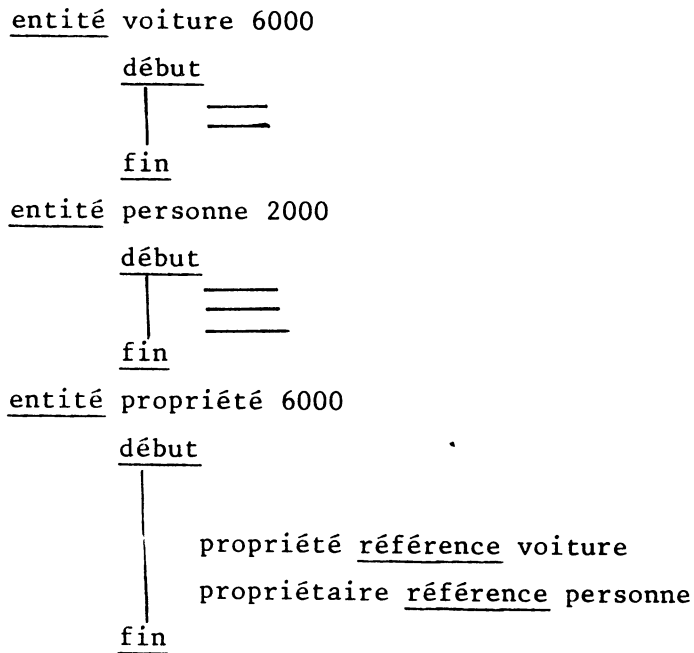 entité voiture 6000
début
fin
entité personne 2000
début
fin
entité propriété 6000
début
propriété référence voiture
propriétaire référence personne
fin